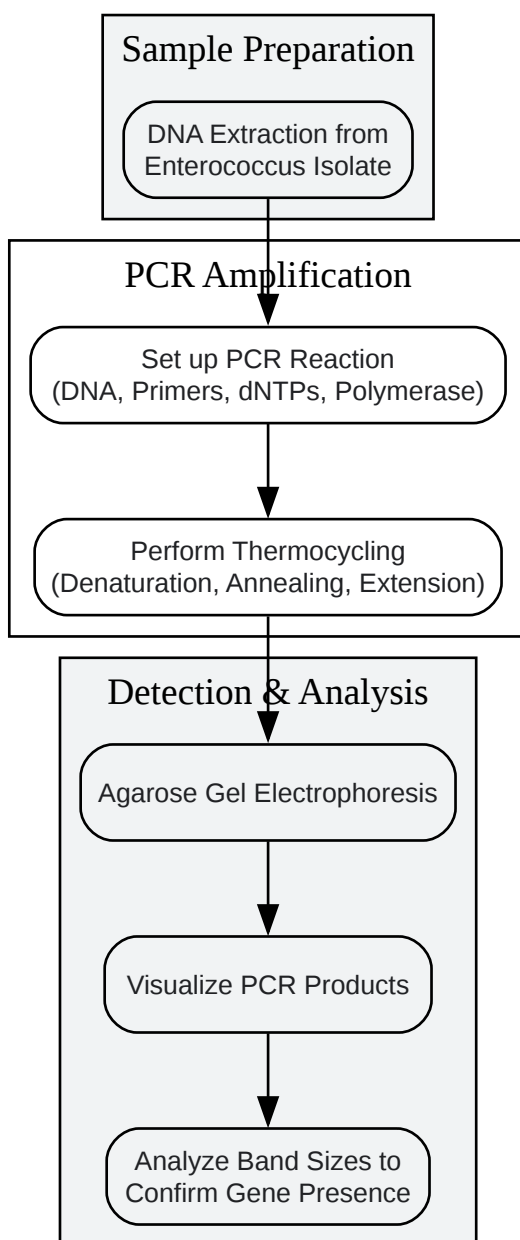 Sample Preparation
DNA Extraction from
Enterococcus Isolate
PCR Amplification
Set up PCR Reaction
(DNA, Primers, dNTPs, Polymerase)
Perform Thermocycling
(Denaturation, Annealing, Extension)
Detection & Analysis
Agarose Gel Electrophoresis
Visualize PCR Products
Analyze Band Sizes to
Confirm Gene Presence